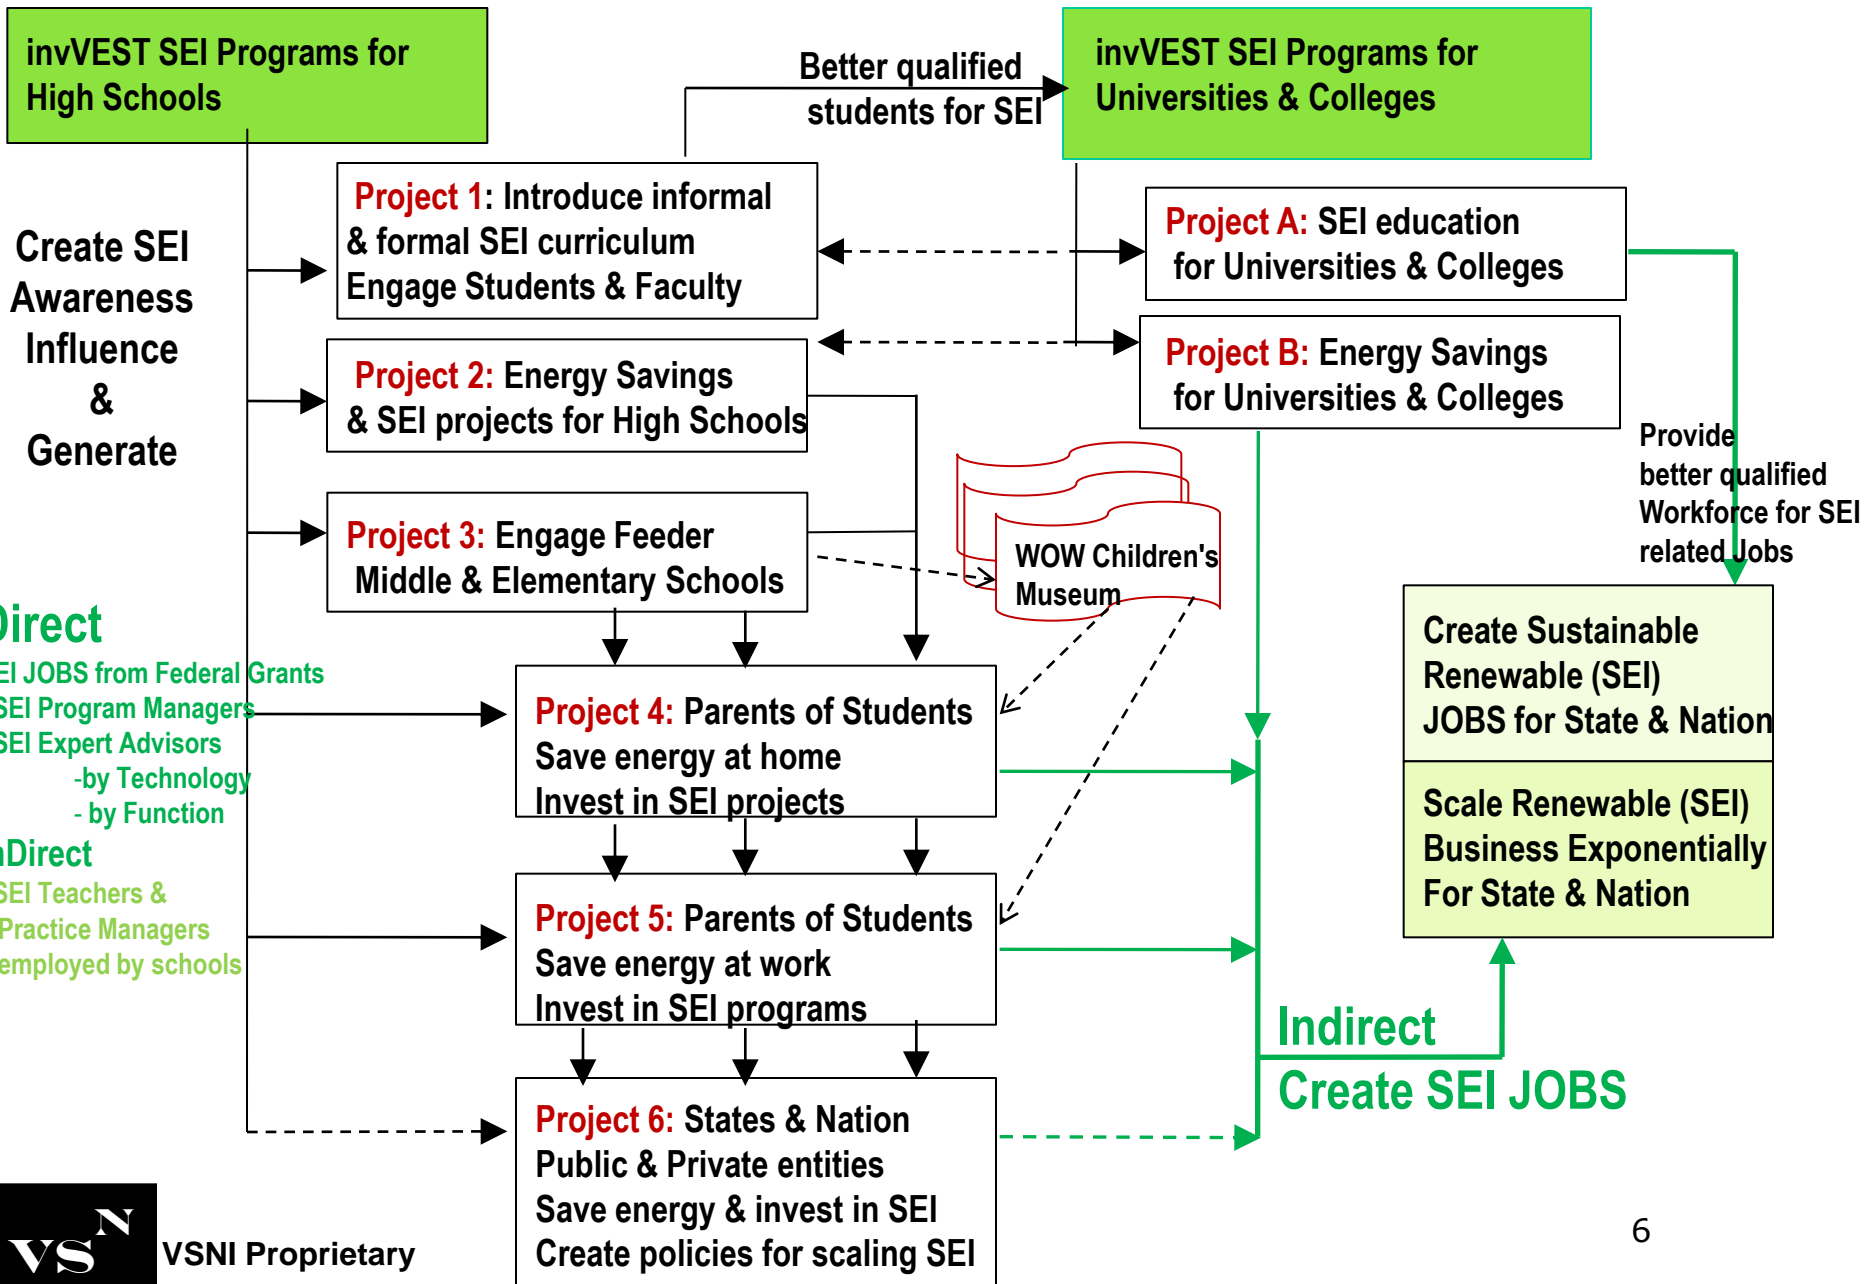 invVEST SEI Programs for
High Schools
Better qualified
students for SEI
invVEST SEI Programs for
Universities & Colleges
Create SEI
Awareness
Influence
&
Generate
Project 1: Introduce informal
& formal SEI curriculum
Engage Students & Faculty
Project A: SEI education
for Universities & Colleges
Project 2: Energy Savings
& SEI projects for High Schools
Project B: Energy Savings
for Universities & Colleges
Provide
better qualified
Workforce for SEI
related Jobs
Project 3: Engage Feeder
Middle & Elementary Schools
WOW Children's
Museum
Direct
EI JOBS from Federal Grants
SEI Program Managers
SEI Expert Advisors
-by Technology
- by Function
nDirect
SEI Teachers &
Practice Managers
employed by schools
Project 4: Parents of Students
Save energy at home
Invest in SEI projects
Create Sustainable
Renewable (SEI)
JOBS for State & Nation
Scale Renewable (SEI)
Business Exponentially
For State & Nation
Project 5: Parents of Students
Save energy at work
Invest in SEI programs
Indirect
Create SEI JOBS
Project 6: States & Nation
Public & Private entities
Save energy & invest in SEI
Create policies for scaling SEI
VSN
VSNI Proprietary
6